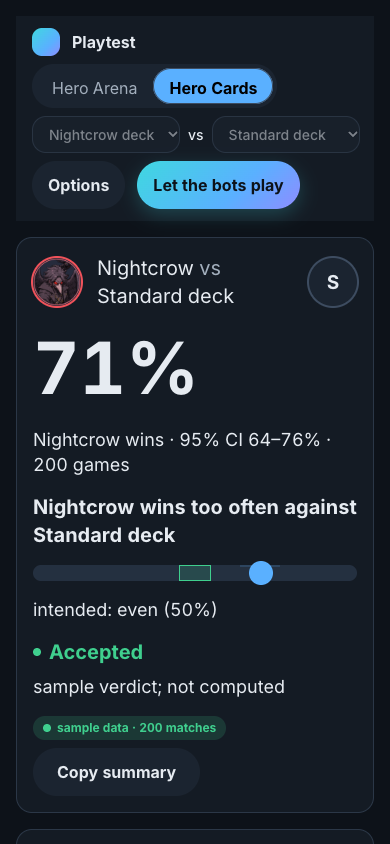 Playtest
Hero Arena
Hero Cards
Nightcrow deck
vs
Standard deck
Options
Let the bots play
Nightcrow vs
Standard deck
S
71%
Nightcrow wins · 95% CI 64–76% ·
200 games
Nightcrow wins too often against
Standard deck
intended: even (50%)
Accepted
sample verdict; not computed
sample data · 200 matches
Copy summary